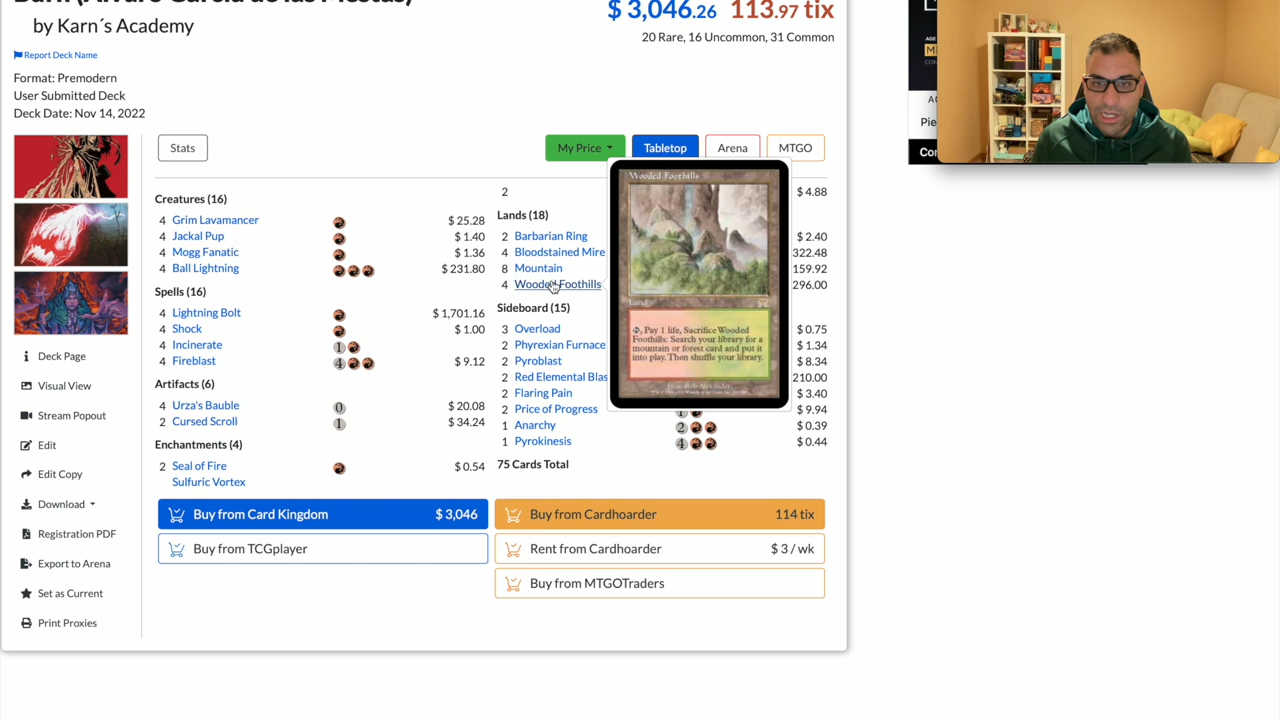 by Karn´s Academy
$ 3,046.26 113.97 tix
20 Rare, 16 Uncommon, 31 Common
Report Deck Name
Format: Premodern
User Submitted Deck
Deck Date: Nov 14, 2022
Stats
My Price
Tabletop
Arena
MTGO
Creatures (16)
4 Grim Lavamancer $ 25.28
4 Jackal Pup $ 1.40
4 Mogg Fanatic $ 1.36
4 Ball Lightning $ 231.80
Spells (16)
4 Lightning Bolt $ 1,701.16
4 Shock $ 1.00
4 Incinerate 1
4 Fireblast 4 $ 9.12
Artifacts (6)
4 Urza's Bauble 0 $ 20.08
2 Cursed Scroll 1 $ 34.24
Enchantments (4)
2 Seal of Fire $ 0.54
Sulfuric Vortex
2 $ 4.88
Lands (18)
2 Barbarian Ring $ 2.40
4 Bloodstained Mire 322.48
8 Mountain 159.92
4 Wooded Foothills 296.00
Sideboard (15)
3 Overload $ 0.75
2 Phyrexian Furnace $ 1.34
2 Pyroblast $ 8.34
2 Red Elemental Blas 210.00
2 Flaring Pain $ 3.40
2 Price of Progress 1 $ 9.94
1 Anarchy 2 $ 0.39
1 Pyrokinesis 4 $ 0.44
75 Cards Total
Wooded Foothills
Land
, Pay 1 life, Sacrifice Wooded
Foothills: Search your library for a
mountain or forest card and put it
into play. Then shuffle your library.
Deck Page
Visual View
Stream Popout
Edit
Edit Copy
Download
Registration PDF
Export to Arena
Set as Current
Print Proxies
Buy from Card Kingdom $ 3,046
Buy from TCGplayer
Buy from Cardhoarder 114 tix
Rent from Cardhoarder $ 3 / wk
Buy from MTGOTraders
Pie